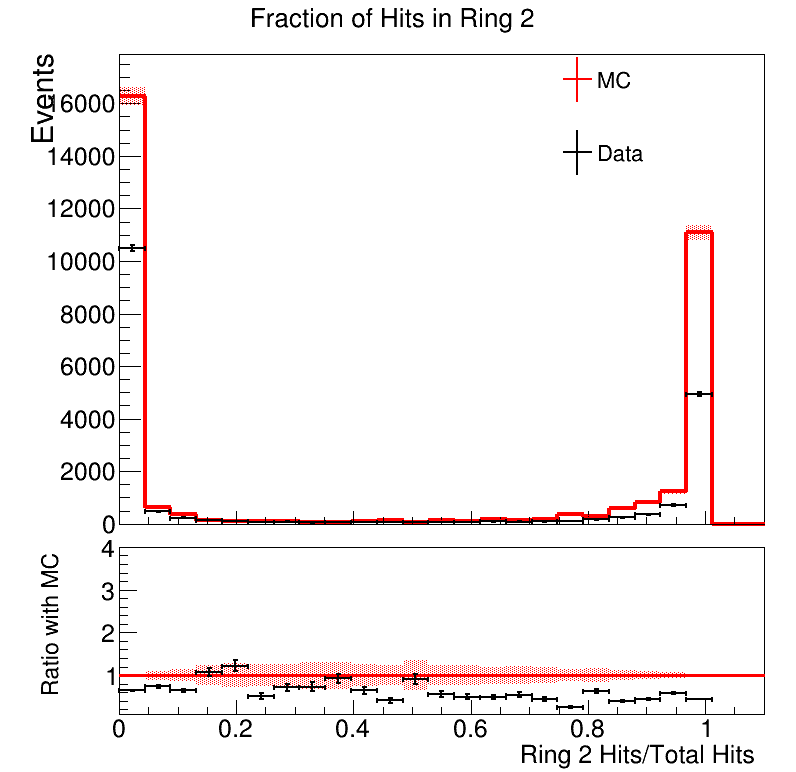 Fraction of Hits in Ring 2
Events
16000
14000
12000
10000
8000
6000
4000
2000
0
MC
Data
Ratio with MC
4
3
2
1
0 0.2 0.4 0.6 0.8 1
Ring 2 Hits/Total Hits